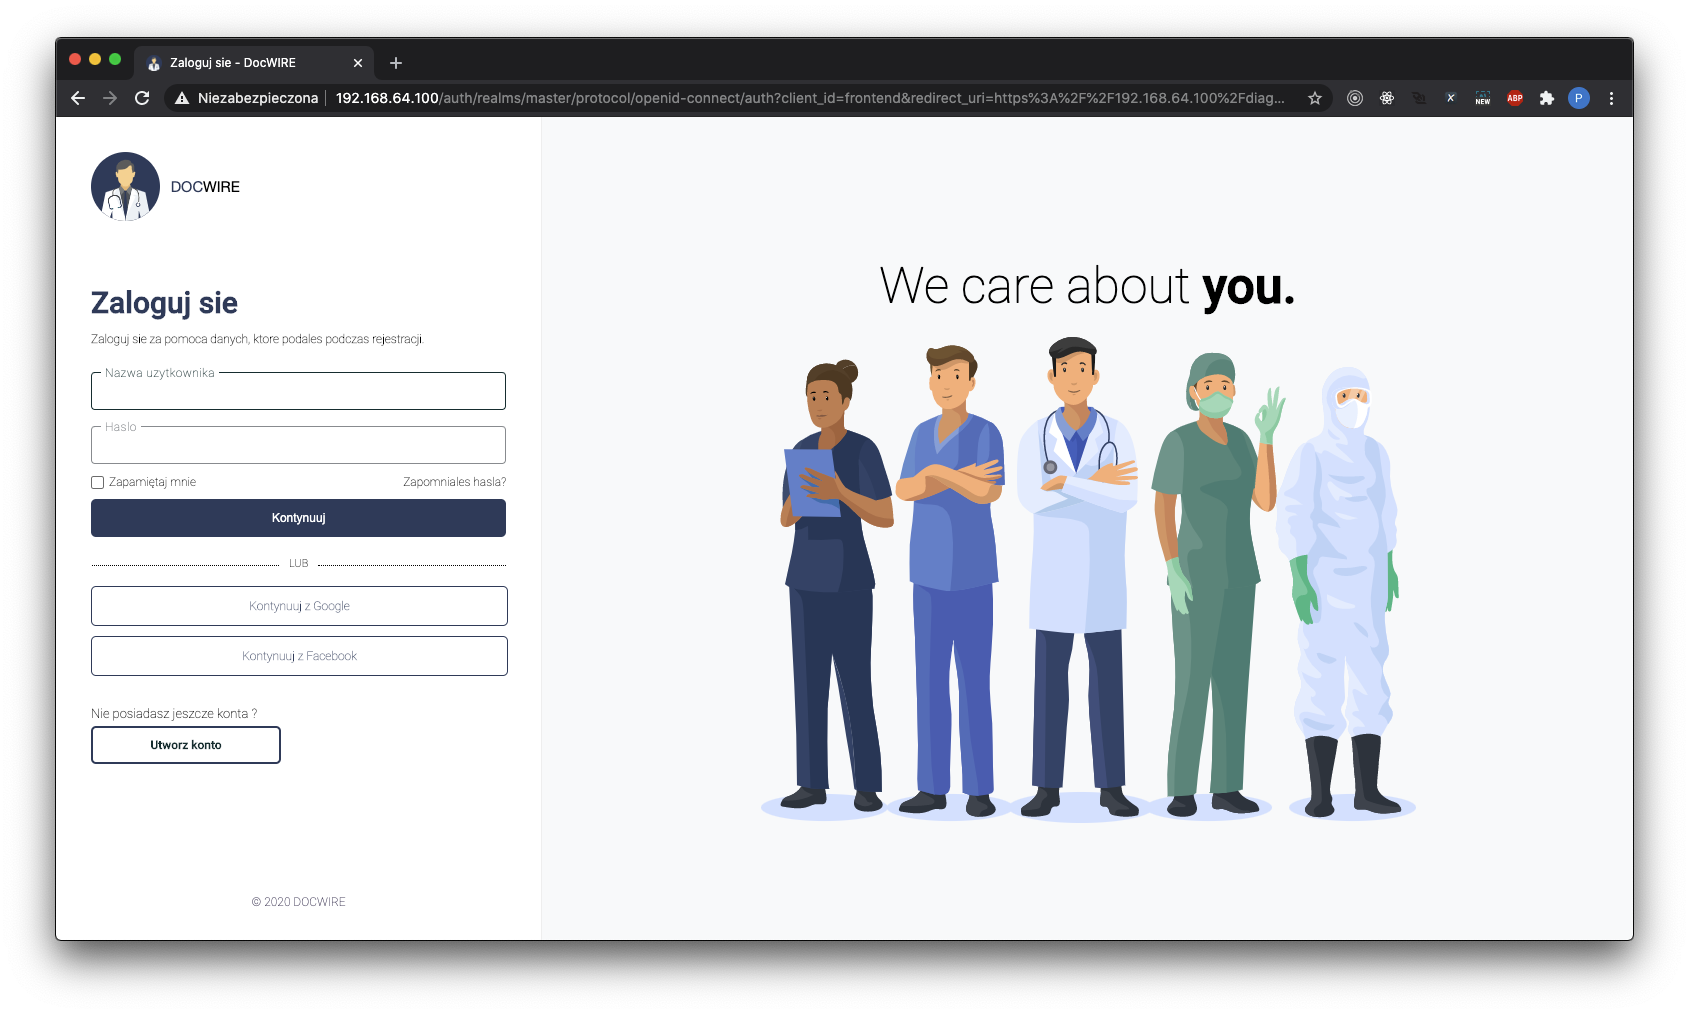 Zaloguj sie - DocWIRE
Niezabezpieczona
192.168.64.100/auth/realms/master/protocol/openid-connect/auth?client_id=frontend&redirect_uri=https%3A%2F%2F192.168.64.100%2Fdiag...
NEW
ABP
P
DOCWIRE
Zaloguj sie
Zaloguj sie za pomoca danych, ktore podales podczas rejestracji.
Nazwa uzytkownika
Haslo
Zapamiętaj mnie
Zapomniales hasla?
Kontynuuj
LUB
Kontynuuj z Google
Kontynuuj z Facebook
Nie posiadasz jeszcze konta ?
Utworz konto
© 2020 DOCWIRE
We care about you.